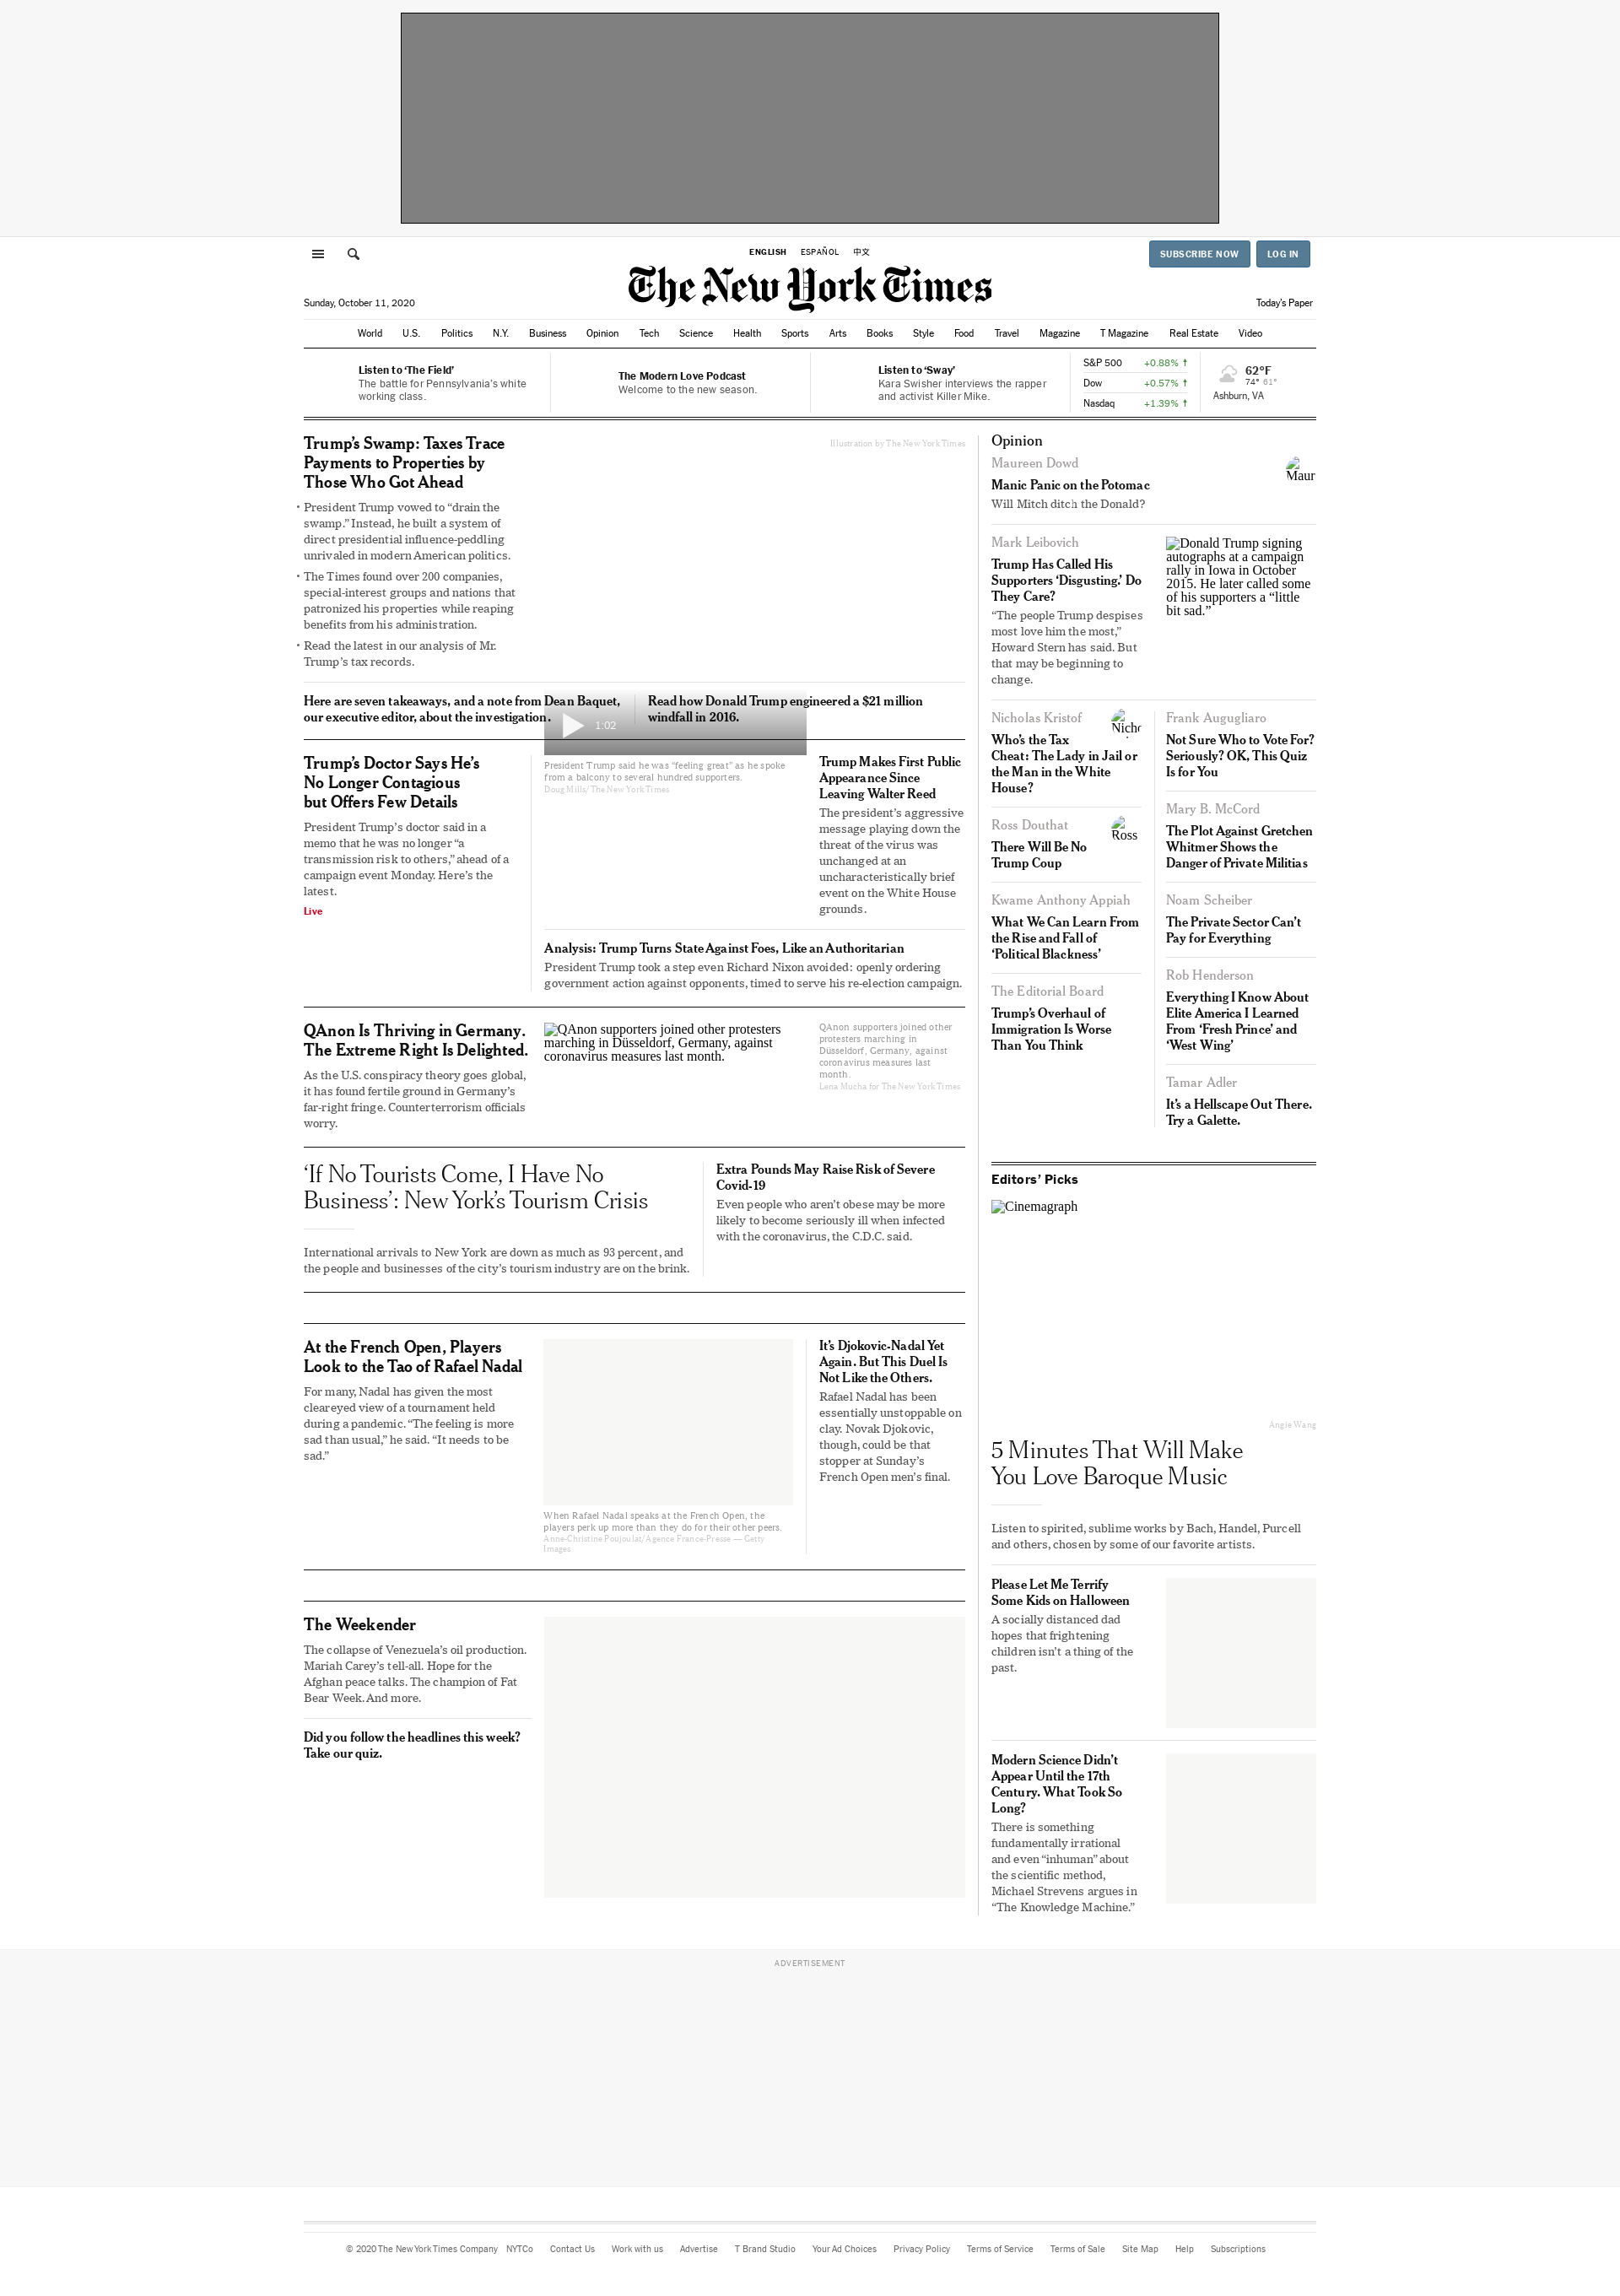 ENGLISH ESPAÑOL 中文
SUBSCRIBE NOW LOG IN
The New York Times
Sunday, October 11, 2020
Today's Paper
World U.S. Politics N.Y. Business Opinion Tech Science Health Sports Arts Books Style Food Travel Magazine T Magazine Real Estate Video
Listen to ‘The Field’
The battle for Pennsylvania’s white
working class.
The Modern Love Podcast
Welcome to the new season.
Listen to ‘Sway’
Kara Swisher interviews the rapper
and activist Killer Mike.
S&P 500 +0.88% ↑
Dow +0.57% ↑
Nasdaq +1.39% ↑
62°F
74° 61°
Ashburn, VA
Trump’s Swamp: Taxes Trace
Payments to Properties by
Those Who Got Ahead
• President Trump vowed to “drain the
swamp.” Instead, he built a system of
direct presidential influence-peddling
unrivaled in modern American politics.
• The Times found over 200 companies,
special-interest groups and nations that
patronized his properties while reaping
benefits from his administration.
• Read the latest in our analysis of Mr.
Trump’s tax records.
Illustration by The New York Times
Here are seven takeaways, and a note from Dean Baquet,
our executive editor, about the investigation.
Read how Donald Trump engineered a $21 million
windfall in 2016.
1:02
Trump’s Doctor Says He’s
No Longer Contagious
but Offers Few Details
President Trump’s doctor said in a
memo that he was no longer “a
transmission risk to others,” ahead of a
campaign event Monday. Here’s the
latest.
Live
President Trump said he was “feeling great” as he spoke
from a balcony to several hundred supporters.
Doug Mills/The New York Times
Trump Makes First Public
Appearance Since
Leaving Walter Reed
The president’s aggressive
message playing down the
threat of the virus was
unchanged at an
uncharacteristically brief
event on the White House
grounds.
Analysis: Trump Turns State Against Foes, Like an Authoritarian
President Trump took a step even Richard Nixon avoided: openly ordering
government action against opponents, timed to serve his re-election campaign.
QAnon Is Thriving in Germany.
The Extreme Right Is Delighted.
As the U.S. conspiracy theory goes global,
it has found fertile ground in Germany’s
far-right fringe. Counterterrorism officials
worry.
QAnon supporters joined other protesters
marching in Düsseldorf, Germany, against
coronavirus measures last month.
QAnon supporters joined other
protesters marching in
Düsseldorf, Germany, against
coronavirus measures last
month.
Lena Mucha for The New York Times
‘If No Tourists Come, I Have No
Business’: New York’s Tourism Crisis
International arrivals to New York are down as much as 93 percent, and
the people and businesses of the city’s tourism industry are on the brink.
Extra Pounds May Raise Risk of Severe
Covid-19
Even people who aren’t obese may be more
likely to become seriously ill when infected
with the coronavirus, the C.D.C. said.
At the French Open, Players
Look to the Tao of Rafael Nadal
For many, Nadal has given the most
cleareyed view of a tournament held
during a pandemic. “The feeling is more
sad than usual,” he said. “It needs to be
sad.”
When Rafael Nadal speaks at the French Open, the
players perk up more than they do for their other peers.
Anne-Christine Poujoulat/Agence France-Presse — Getty
Images
It’s Djokovic-Nadal Yet
Again. But This Duel Is
Not Like the Others.
Rafael Nadal has been
essentially unstoppable on
clay. Novak Djokovic,
though, could be that
stopper at Sunday’s
French Open men’s final.
The Weekender
The collapse of Venezuela’s oil production.
Mariah Carey’s tell-all. Hope for the
Afghan peace talks. The champion of Fat
Bear Week. And more.
Did you follow the headlines this week?
Take our quiz.
Opinion
Maureen Dowd
Manic Panic on the Potomac
Will Mitch ditch the Donald?
Maur
Mark Leibovich
Trump Has Called His
Supporters ‘Disgusting.’ Do
They Care?
“The people Trump despises
most love him the most,”
Howard Stern has said. But
that may be beginning to
change.
Donald Trump signing
autographs at a campaign
rally in Iowa in October
2015. He later called some
of his supporters a “little
bit sad.”
Nicholas Kristof
Who’s the Tax
Cheat: The Lady in Jail or
the Man in the White
House?
Nicho
Ross Douthat
There Will Be No
Trump Coup
Ross
Kwame Anthony Appiah
What We Can Learn From
the Rise and Fall of
‘Political Blackness’
The Editorial Board
Trump’s Overhaul of
Immigration Is Worse
Than You Think
Frank Augugliaro
Not Sure Who to Vote For?
Seriously? OK, This Quiz
Is for You
Mary B. McCord
The Plot Against Gretchen
Whitmer Shows the
Danger of Private Militias
Noam Scheiber
The Private Sector Can’t
Pay for Everything
Rob Henderson
Everything I Know About
Elite America I Learned
From ‘Fresh Prince’ and
‘West Wing’
Tamar Adler
It’s a Hellscape Out There.
Try a Galette.
Editors’ Picks
Cinemagraph
Angie Wang
5 Minutes That Will Make
You Love Baroque Music
Listen to spirited, sublime works by Bach, Handel, Purcell
and others, chosen by some of our favorite artists.
Please Let Me Terrify
Some Kids on Halloween
A socially distanced dad
hopes that frightening
children isn’t a thing of the
past.
Modern Science Didn’t
Appear Until the 17th
Century. What Took So
Long?
There is something
fundamentally irrational
and even “inhuman” about
the scientific method,
Michael Strevens argues in
“The Knowledge Machine.”
ADVERTISEMENT
© 2020 The New York Times Company NYTCo Contact Us Work with us Advertise T Brand Studio Your Ad Choices Privacy Policy Terms of Service Terms of Sale Site Map Help Subscriptions